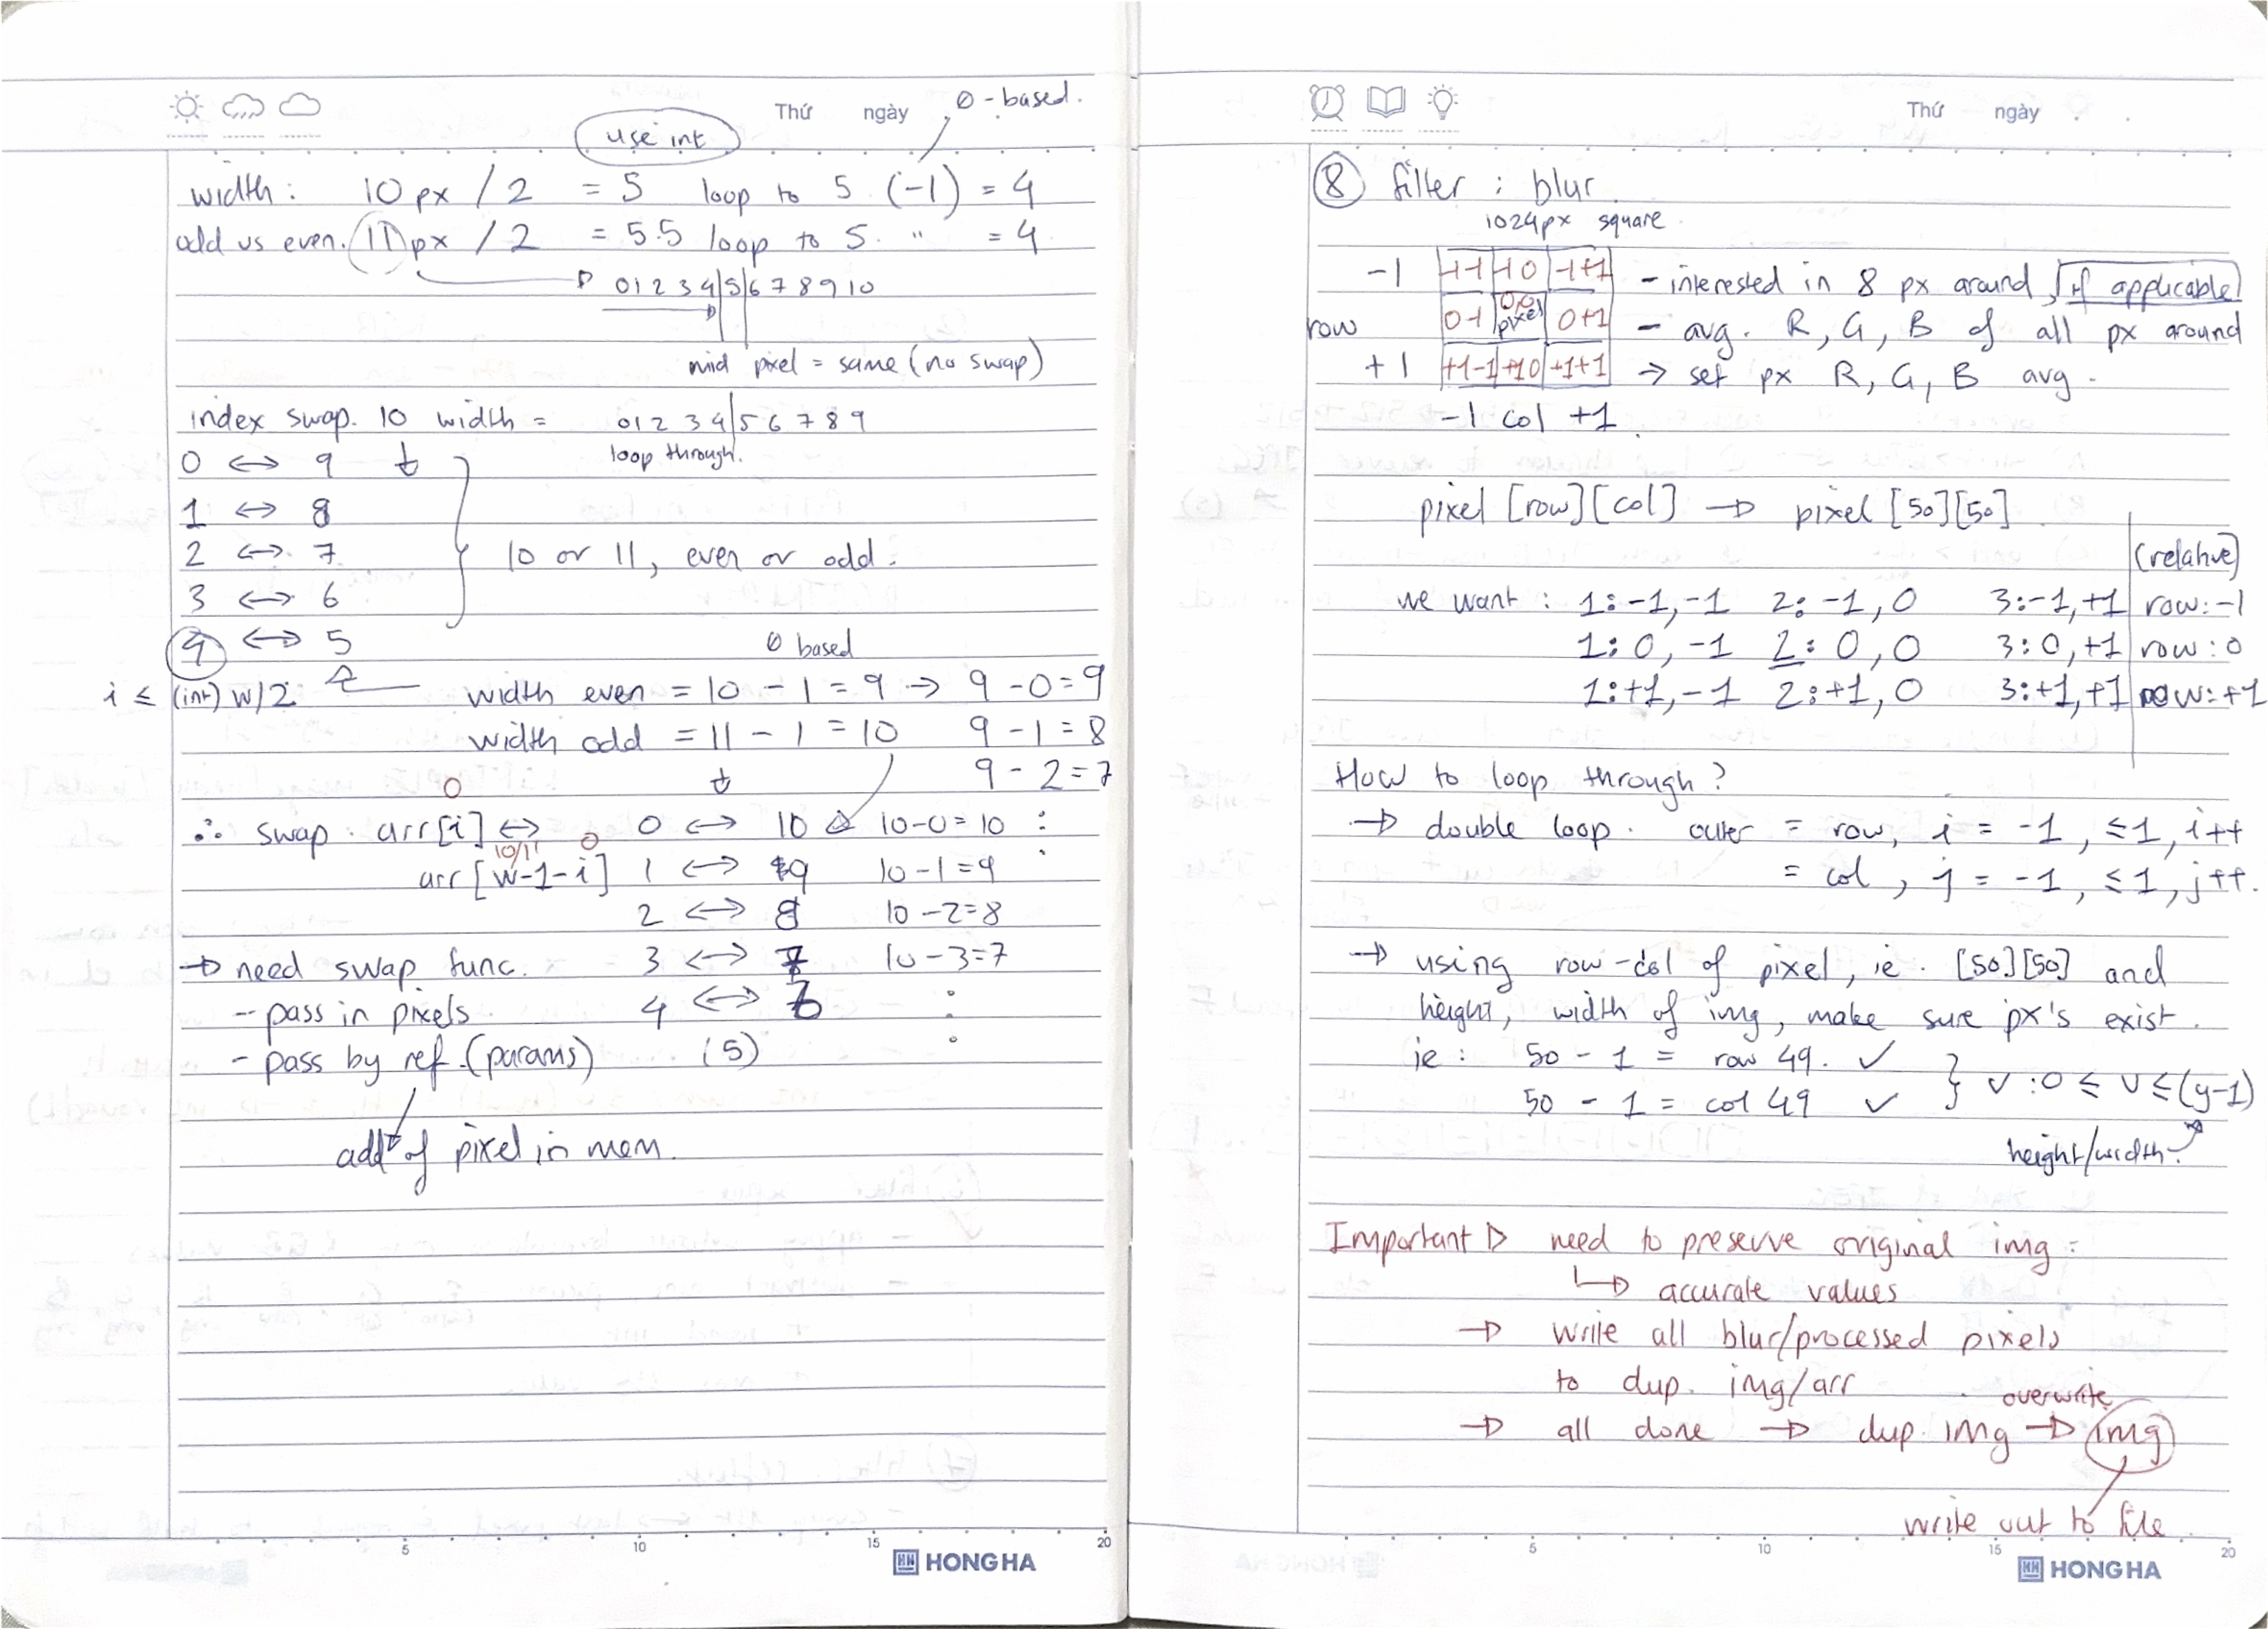 Thứ ngày
0-based.
use int
width: 10 px / 2 = 5 loop to 5 (-1) = 4
odd vs even. 11 px / 2 = 5.5 loop to 5. " = 4
0 1 2 3 4 | 5 | 6 7 8 9 10
mid pixel = same (no swap)
index swap. 10 width = 0 1 2 3 4 | 5 6 7 8 9
loop through.
0 ↔ 9
1 ↔ 8
2 ↔ 7
3 ↔ 6
4 ↔ 5
10 or 11, even or odd.
0 based
i ≤ (int) w/2
width even = 10 - 1 = 9 → 9 - 0 = 9
width odd = 11 - 1 = 10 9 - 1 = 8
9 - 2 = 7
0
∴ swap: arr[i] ↔ 0 ↔ 10 10-0 = 10 :
10/11 0
arr[w-1-i] 1 ↔ 9 10-1 = 9 :
2 ↔ 8 10-2=8
→ need swap func. 3 ↔ 7 10-3=7
- pass in pixels 4 ↔ 6 :
- pass by ref. (params) (5)
add of pixel in mem.
5 10 15 20
HN HONG HA
Thứ ngày
8 filter : blur
1024px square
-1 -1-1 -10 -1+1 - interested in 8 px around, if applicable
row 0-1 0,0 pixel 0+1 - avg. R, G, B of all px around
+1 +1-1 +10 +1+1 → set px R, G, B avg.
-1 col +1
pixel [row][col] → pixel [50][50]
(relative)
we want : 1: -1,-1 2: -1,0 3: -1,+1 row: -1
1: 0,-1 2: 0,0 3: 0,+1 row: 0
1: +1,-1 2: +1,0 3: +1,+1 row: +1
How to loop through?
→ double loop. outer = row, i = -1, ≤1, i++
= col, j = -1, ≤1, j++.
→ using row-col of pixel, ie. [50][50] and
height, width of img, make sure px's exist.
ie: 50 - 1 = row 49. ✓
50 - 1 = col 49 ✓ } v : 0 ≤ v ≤ (y-1)
height/width.
Important ▷ need to preserve original img:
↳ accurate values
→ write all blur/processed pixels
to dup. img/arr
overwrite
→ all done → dup. img → img
write out to file.
5 10 15 20
HN HONG HA